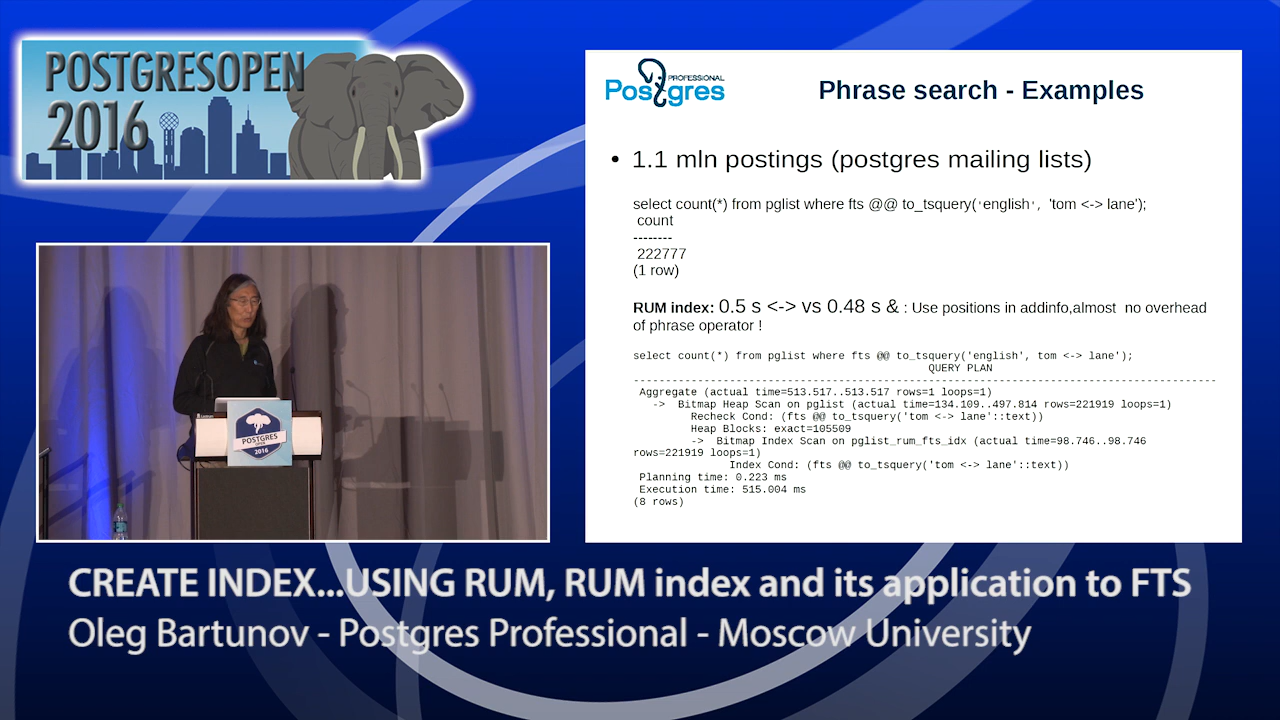 POSTGRESOPEN
2016
PROFESSIONAL
Postgres
Phrase search - Examples
• 1.1 mln postings (postgres mailing lists)
select count(*) from pglist where fts @@ to_tsquery('english', 'tom <-> lane');
count
--------
222777
(1 row)
RUM index: 0.5 s <-> vs 0.48 s & : Use positions in addinfo,almost no overhead
of phrase operator !
select count(*) from pglist where fts @@ to_tsquery('english', tom <-> lane');
QUERY PLAN
-------------------------------------------------------------------------------------------
Aggregate (actual time=513.517..513.517 rows=1 loops=1)
-> Bitmap Heap Scan on pglist (actual time=134.109..497.814 rows=221919 loops=1)
Recheck Cond: (fts @@ to_tsquery('tom <-> lane'::text))
Heap Blocks: exact=105509
-> Bitmap Index Scan on pglist_rum_fts_idx (actual time=98.746..98.746
rows=221919 loops=1)
Index Cond: (fts @@ to_tsquery('tom <-> lane'::text))
Planning time: 0.223 ms
Execution time: 515.004 ms
(8 rows)
POSTGRES
OPEN
2016
CREATE INDEX...USING RUM, RUM index and its application to FTS
Oleg Bartunov - Postgres Professional - Moscow University